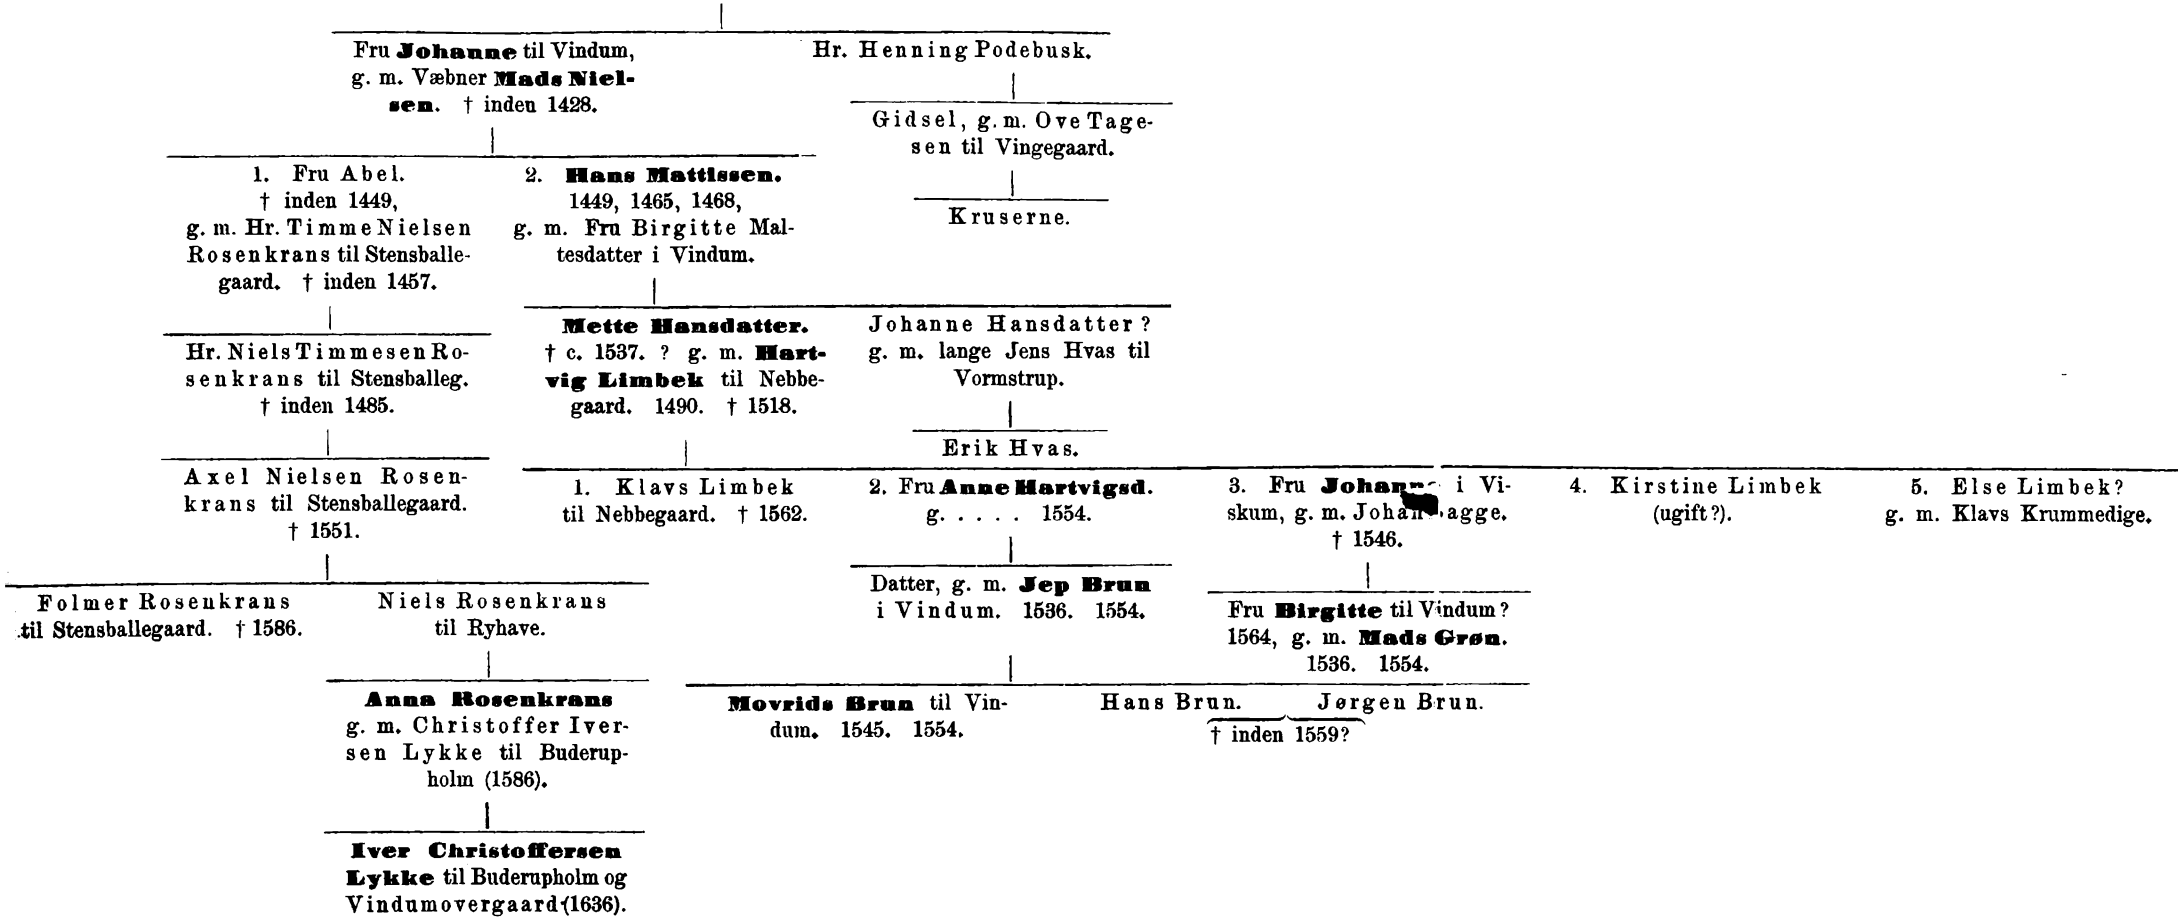 Fru Johanne til Vindum,
g. m. Væbner Mads Niel-
sen. † inden 1428.
Hr. Henning Podebusk.
Gidsel, g. m. Ove Tage-
sen til Vingegaard.
Kruserne.
1. Fru Abel.
† inden 1449,
g. m. Hr. Timme Nielsen
Rosenkrans til Stensballe-
gaard. † inden 1457.
2. Hans Mattissen.
1449, 1465, 1468,
g. m. Fru Birgitte Mal-
tesdatter i Vindum.
Hr. Niels Timmesen Ro-
senkrans til Stensballeg.
† inden 1485.
Mette Hansdatter.
† c. 1537. ? g. m. Hart-
vig Limbek til Nebbe-
gaard. 1490. † 1518.
Johanne Hansdatter ?
g. m. lange Jens Hvas til
Vormstrup.
Erik Hvas.
Axel Nielsen Rosen-
krans til Stensballegaard.
† 1551.
1. Klavs Limbek
til Nebbegaard. † 1562.
2. Fru Anne Hartvigsd.
g. . . . . 1554.
3. Fru i Vi-
skum, g. m.
† 1546.
4. Kirstine Limbek
(ugift?).
5. Else Limbek?
g. m. Klavs Krummedige.
Datter, g. m. Jep Brun
i Vindum. 1536. 1554.
Fru Birgitte til Vindum?
1564, g. m. Mads Grøn.
1536. 1554.
Folmer Rosenkrans
til Stensballegaard. † 1586.
Niels Rosenkrans
til Ryhave.
Anna Rosenkrans
g. m. Christoffer Iver-
sen Lykke til Buderup-
holm (1586).
Movrids Brun til Vin-
dum. 1545. 1554.
Hans Brun. Jørgen Brun.
† inden 1559?
Iver Christoffersen
Lykke til Buderupholm og
Vindumovergaard (1636).